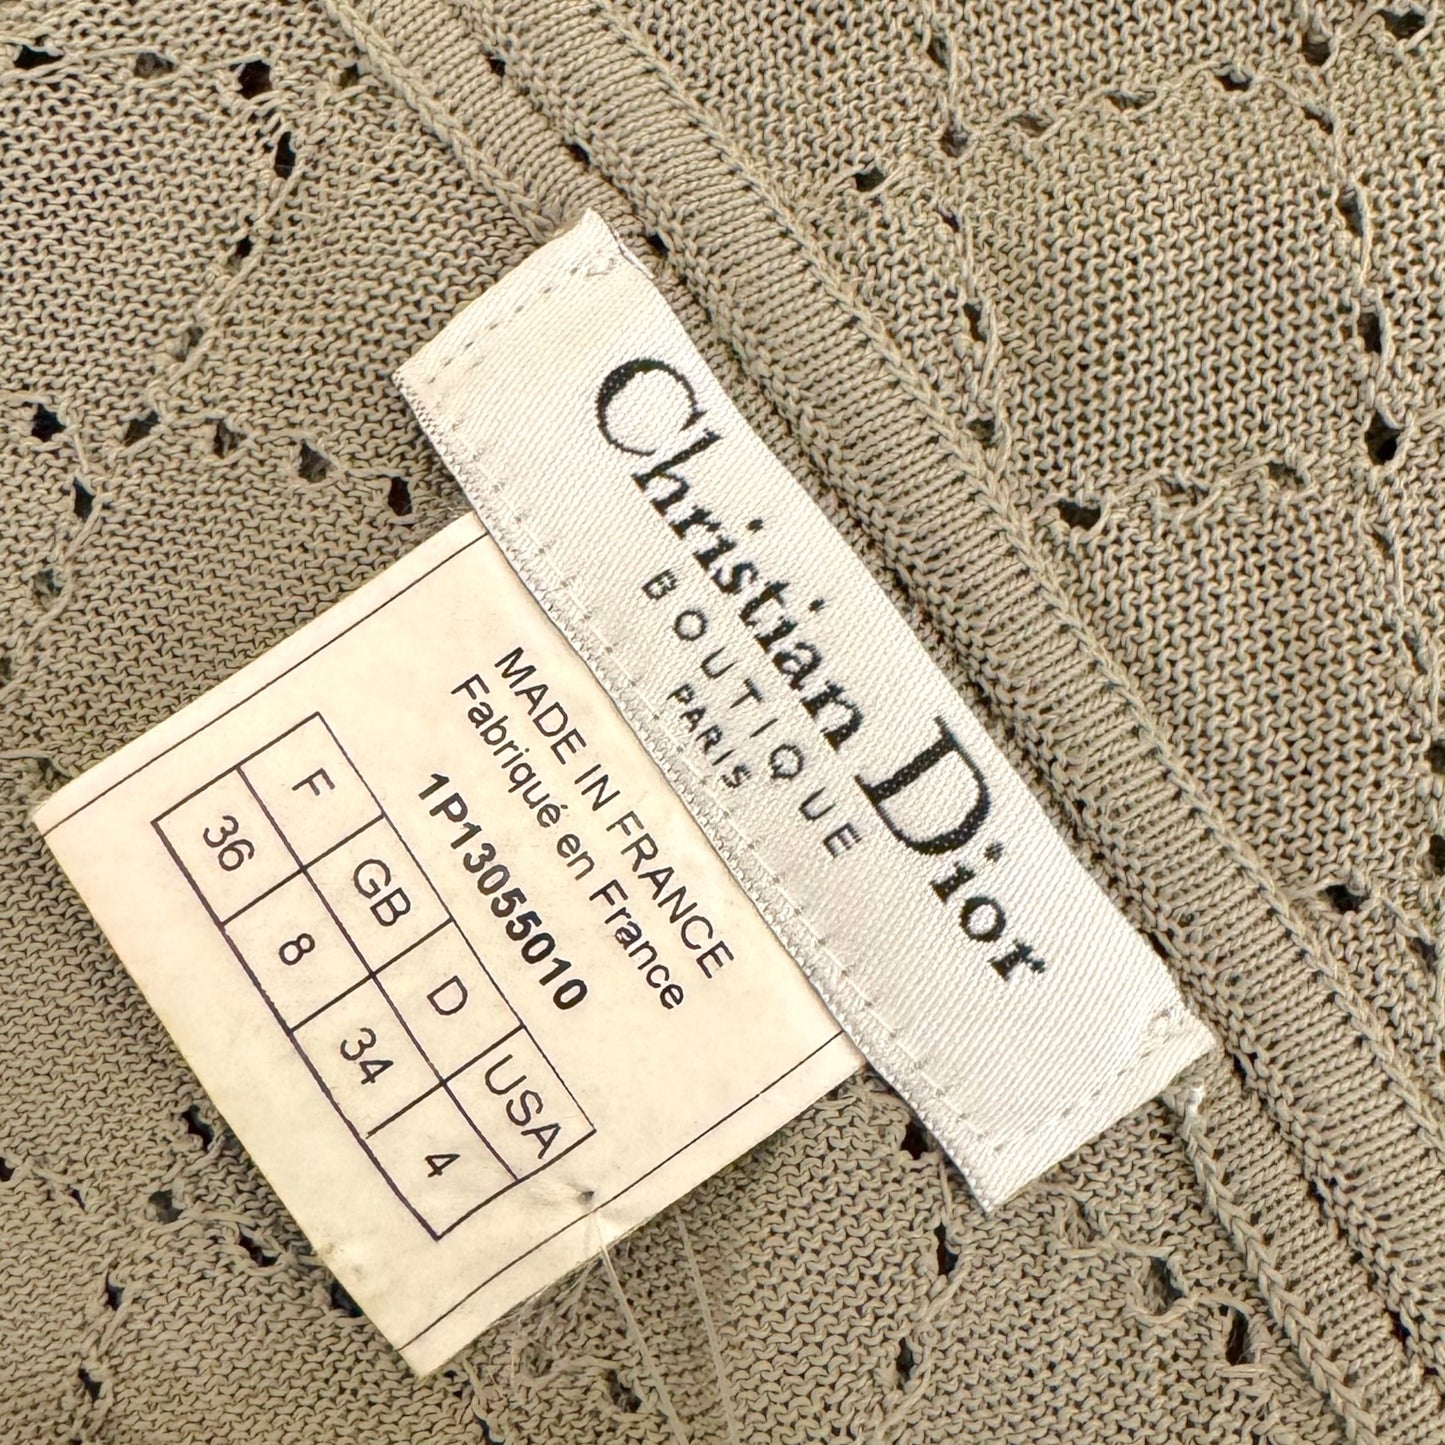 Christian Dior
BOUTIQUE
PARIS
MADE IN FRANCE
Fabriqué en France
1P13055010
F GB D USA
36 8 34 4